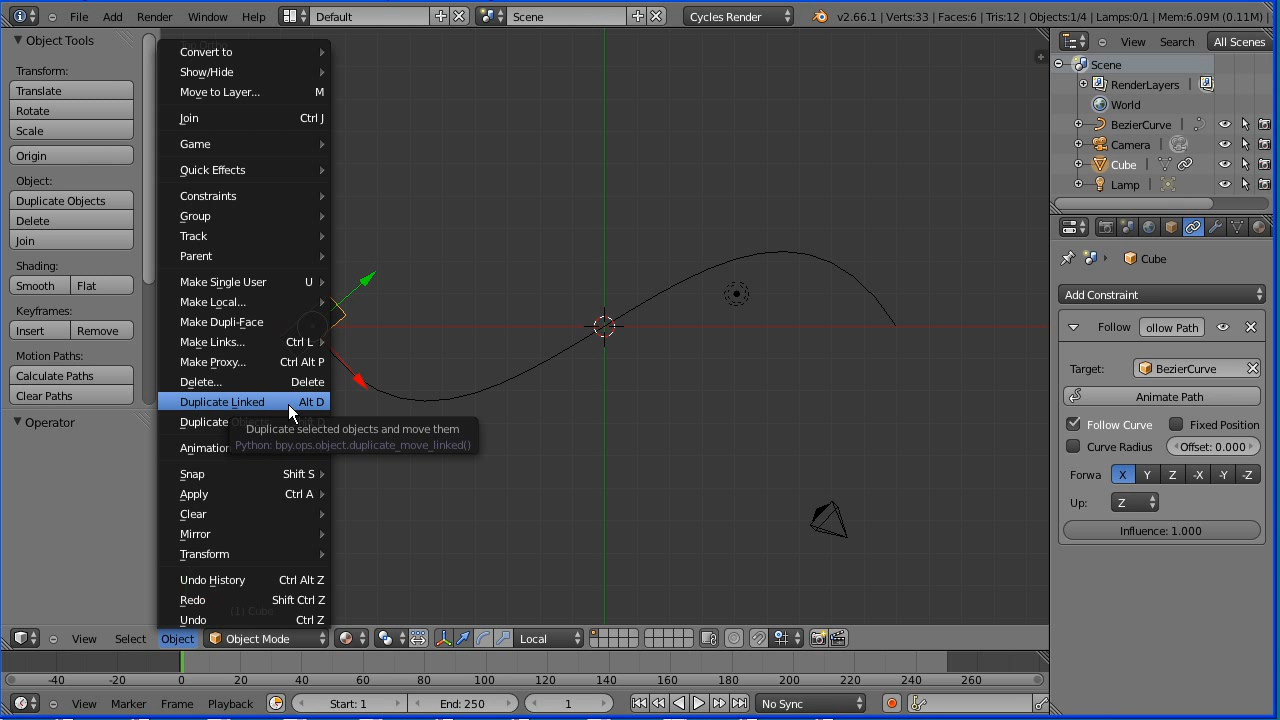 File Add Render Window Help Default Scene Cycles Render v2.66.1 | Verts:33 | Faces:6 | Tris:12 | Objects:1/4 | Lamps:0/1 | Mem:6.09M (0.11M) |
Object Tools
Transform:
Translate
Rotate
Scale
Origin
Object:
Duplicate Objects
Delete
Join
Shading:
Smooth Flat
Keyframes:
Insert Remove
Motion Paths:
Calculate Paths
Clear Paths
Operator
Convert to
Show/Hide
Move to Layer... M
Join Ctrl J
Game
Quick Effects
Constraints
Group
Track
Parent
Make Single User U
Make Local...
Make Dupli-Face
Make Links... Ctrl L
Make Proxy... Ctrl Alt P
Delete... Delete
Duplicate Linked Alt D
Duplicate
Duplicate selected objects and move them
Python: bpy.ops.object.duplicate_move_linked()
Animation
Snap Shift S
Apply Ctrl A
Clear
Mirror
Transform
Undo History Ctrl Alt Z
Redo Shift Ctrl Z
(1) Cube
Undo Ctrl Z
View Search All Scenes
Scene
RenderLayers |
World
BezierCurve |
Camera |
Cube |
Lamp |
Cube
Add Constraint
Follow ollow Path
Target: BezierCurve
Animate Path
Follow Curve Fixed Position
Curve Radius Offset: 0.000
Forwa X Y Z -X -Y -Z
Up: Z
Influence: 1.000
View Select Object Object Mode Local
-40 -20 0 20 40 60 80 100 120 140 160 180 200 220 240 260
View Marker Frame Playback Start: 1 End: 250 1 No Sync